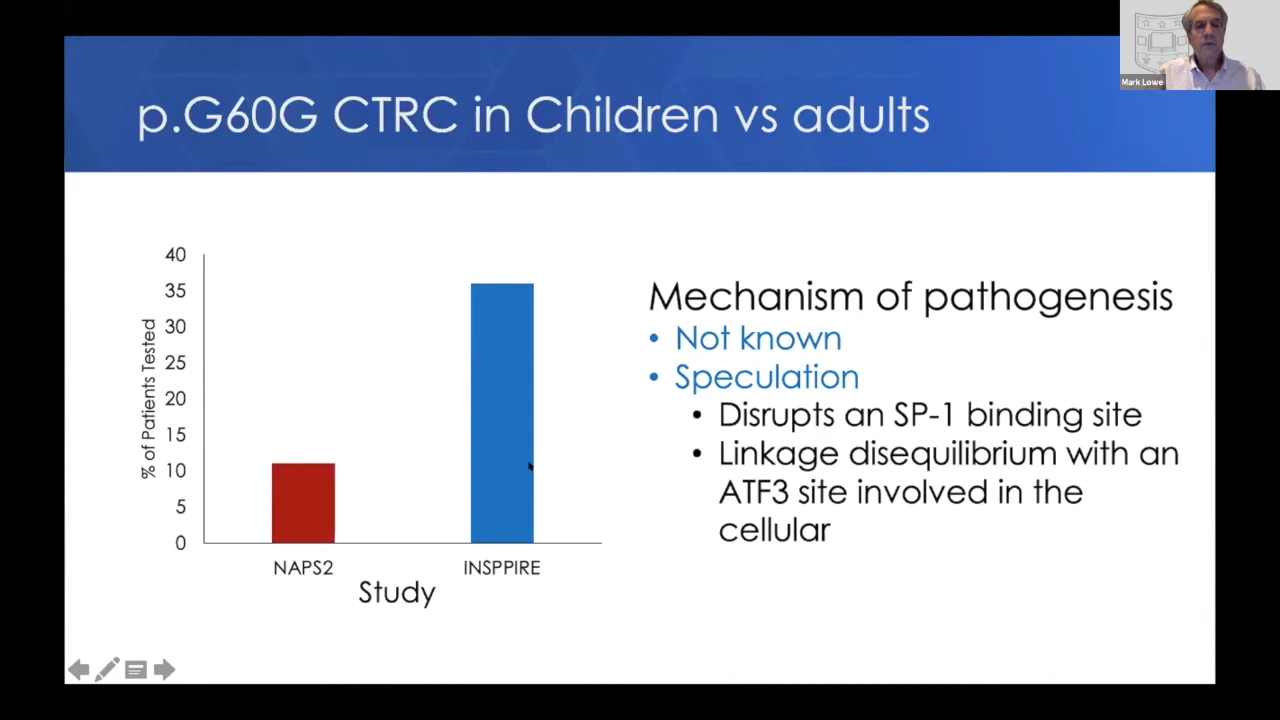 Mark Lowe
p.G60G CTRC in Children vs adults
40
35
30
25
20
15
10
5
0
% of Patients Tested
NAPS2
INSPPIRE
Study
Mechanism of pathogenesis
• Not known
• Speculation
• Disrupts an SP-1 binding site
• Linkage disequilibrium with an
ATF3 site involved in the
cellular